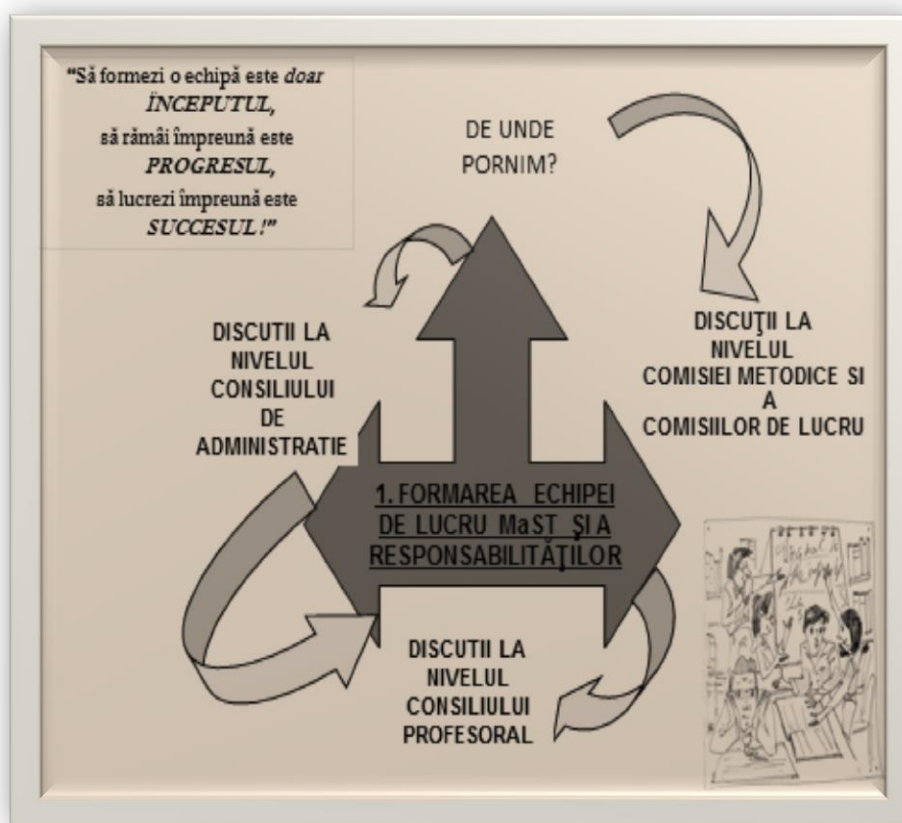 “Să formezi o echipă este doar
ÎNCEPUTUL,
să rămâi împreună este
PROGRESUL,
să lucrezi împreună este
SUCCESUL!”
DE UNDE
PORNIM?
DISCUTII LA
NIVELUL
CONSILIULUI
DE
ADMINISTRATIE
DISCUŢII LA
NIVELUL
COMISIEI METODICE SI
A
COMISIILOR DE LUCRU
1. FORMAREA ECHIPEI
DE LUCRU MaST ŞI A
RESPONSABILITĂŢILOR
DISCUTII LA
NIVELUL
CONSILIULUI
PROFESORAL